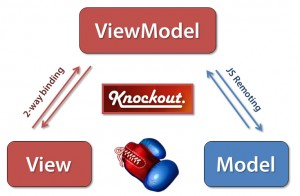 ViewModel
2-way binding
Knockout.
JS Remoting
View
Model